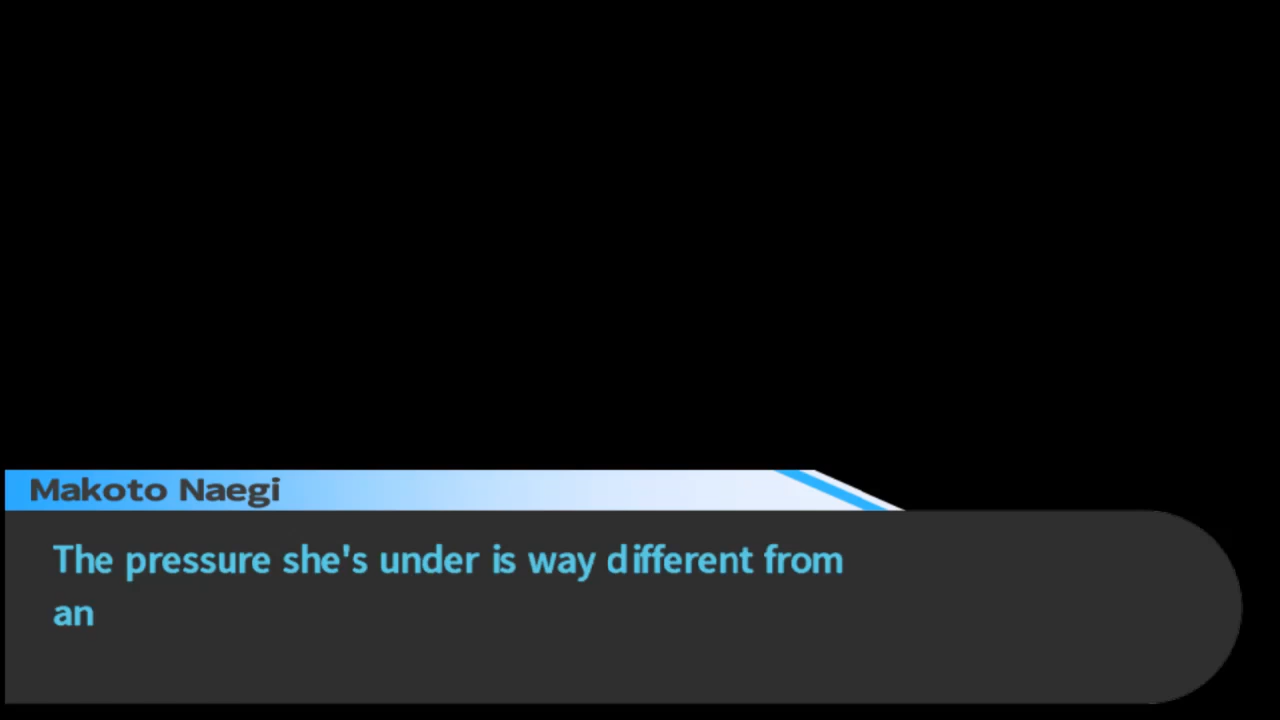 Makoto Naegi
The pressure she's under is way different from
an